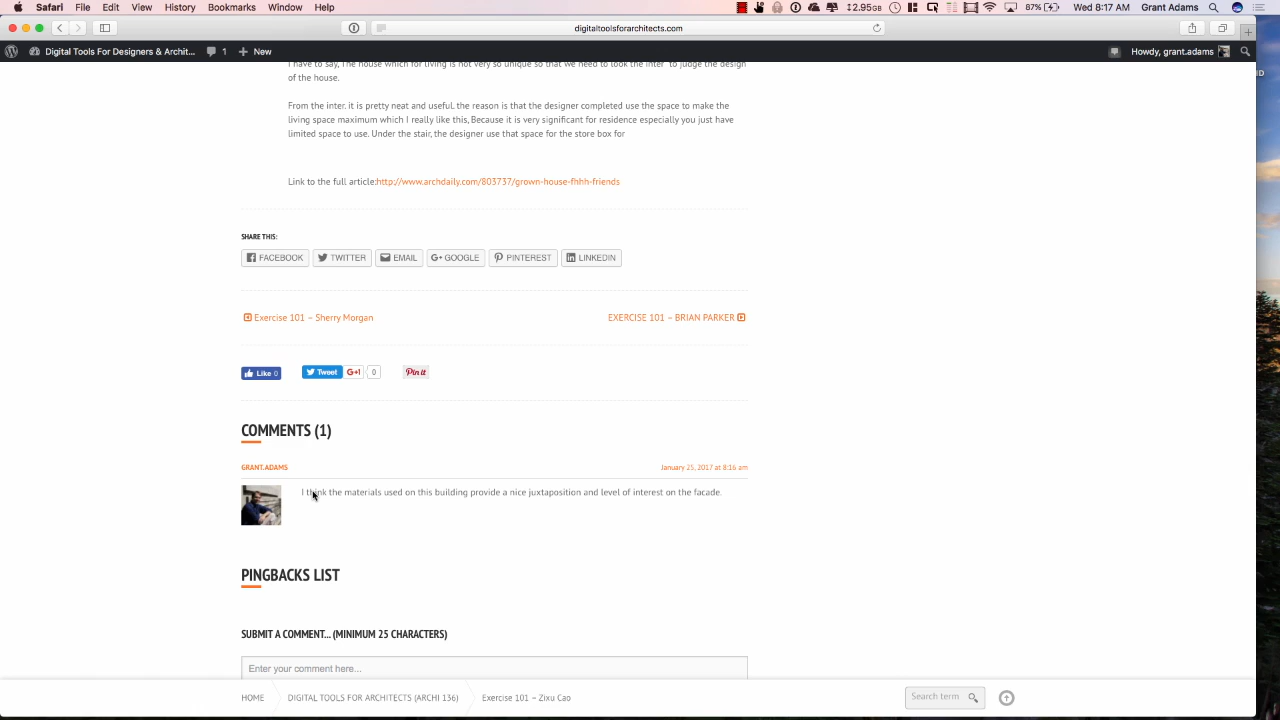 Safari File Edit View History Bookmarks Window Help 2.95GB 87% Wed 8:17 AM Grant Adams
digitaltoolsforarchitects.com
Digital Tools For Designers & Archit... 1 New Howdy, grant.adams
I have to say, The house which for living is not very so unique so that we need to look the inter to judge the design
of the house.
From the inter. it is pretty neat and useful. the reason is that the designer completed use the space to make the
living space maximum which I really like this, Because it is very significant for residence especially you just have
limited space to use. Under the stair, the designer use that space for the store box for
Link to the full article:http://www.archdaily.com/803737/grown-house-fhhh-friends
SHARE THIS:
FACEBOOK TWITTER EMAIL G+ GOOGLE PINTEREST LINKEDIN
Exercise 101 – Sherry Morgan EXERCISE 101 – BRIAN PARKER
Like 0 Tweet G+1 0 Pin it
COMMENTS (1)
GRANT.ADAMS January 25, 2017 at 8:16 am
I think the materials used on this building provide a nice juxtaposition and level of interest on the facade.
PINGBACKS LIST
SUBMIT A COMMENT... (MINIMUM 25 CHARACTERS)
Enter your comment here...
HOME DIGITAL TOOLS FOR ARCHITECTS (ARCHI 136) Exercise 101 – Zixu Cao Search term